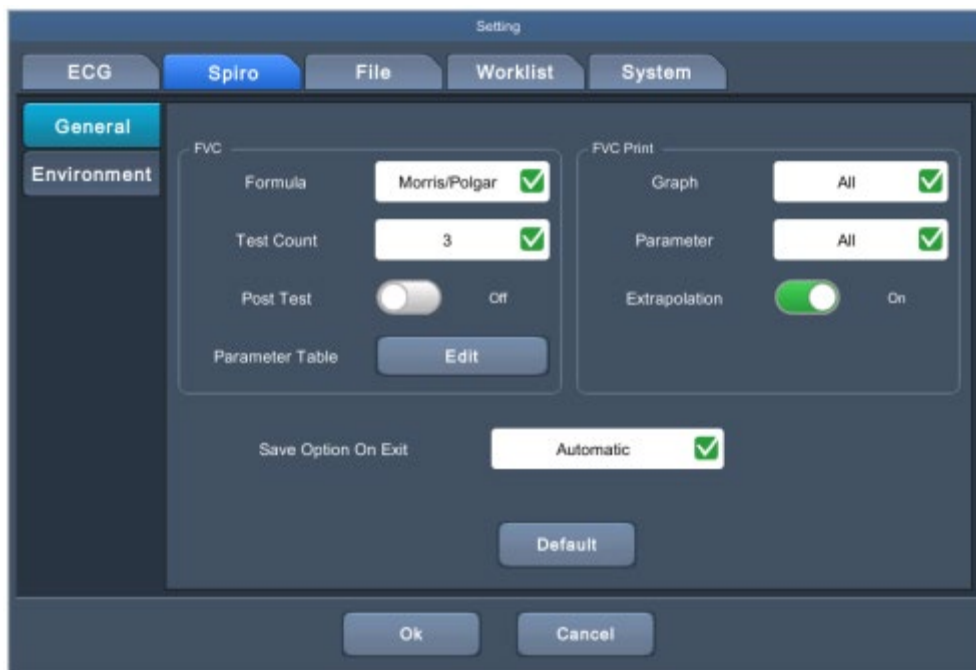 Setting
ECG Spiro File Worklist System
General
Environment
FVC
Formula Morris/Polgar
Test Count 3
Post Test Off
Parameter Table Edit
FVC Print
Graph All
Parameter All
Extrapolation On
Save Option On Exit Automatic
Default
Ok Cancel